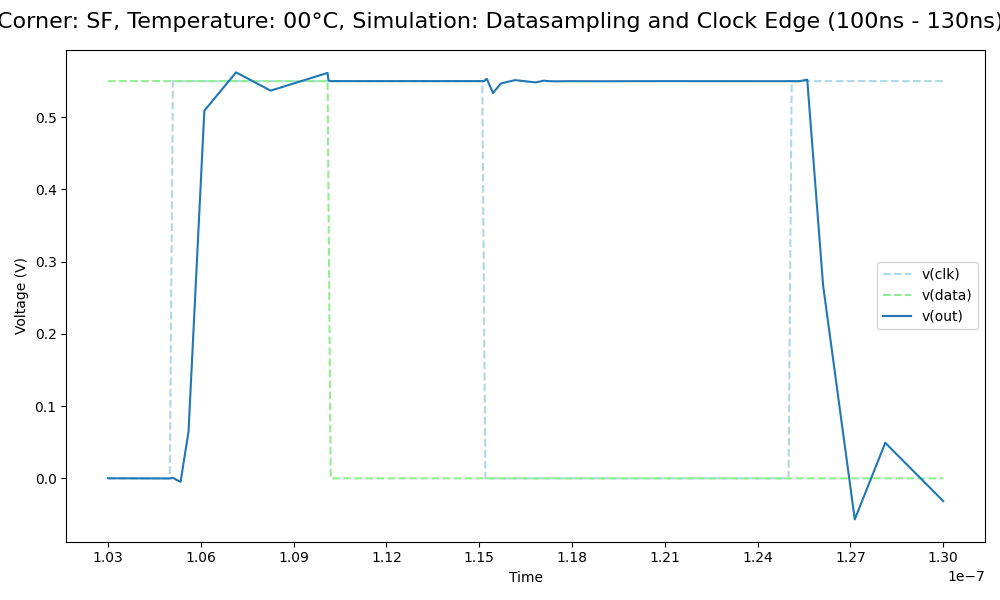 Corner: SF, Temperature: 00°C, Simulation: Datasampling and Clock Edge (100ns - 130ns)
0.5
0.4
0.3
0.2
0.1
0.0
Voltage (V)
v(clk)
v(data)
v(out)
1.03 1.06 1.09 1.12 1.15 1.18 1.21 1.24 1.27 1.30
1e−7
Time